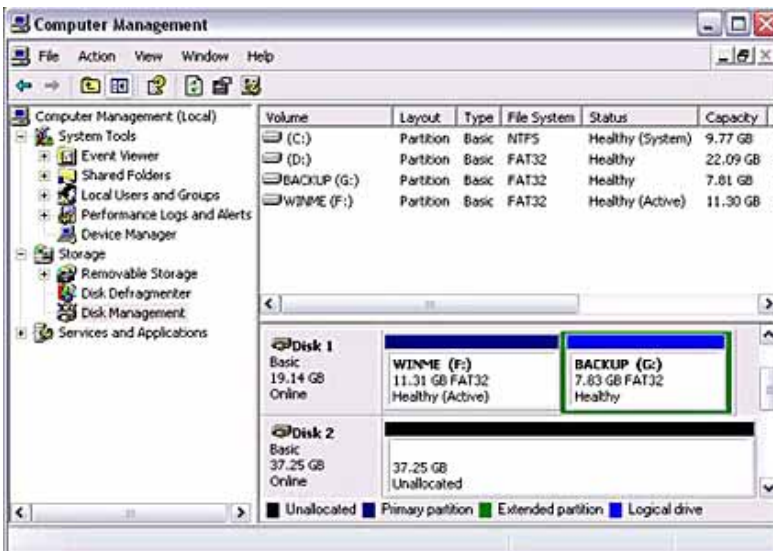 Computer Management
File Action View Window Help
Computer Management (Local)
System Tools
Event Viewer
Shared Folders
Local Users and Groups
Performance Logs and Alerts
Device Manager
Storage
Removable Storage
Disk Defragmenter
Disk Management
Services and Applications
Volume Layout Type File System Status Capacity
(C:) Partition Basic NTFS Healthy (System) 9.77 GB
(D:) Partition Basic FAT32 Healthy 22.09 GB
BACKUP (G:) Partition Basic FAT32 Healthy 7.81 GB
WINME (F:) Partition Basic FAT32 Healthy (Active) 11.30 GB
Disk 1
Basic
19.14 GB
Online
WINME (F:)
11.31 GB FAT32
Healthy (Active)
BACKUP (G:)
7.83 GB FAT32
Healthy
Disk 2
Basic
37.25 GB
Online
37.25 GB
Unallocated
Unallocated Primary partition Extended partition Logical drive